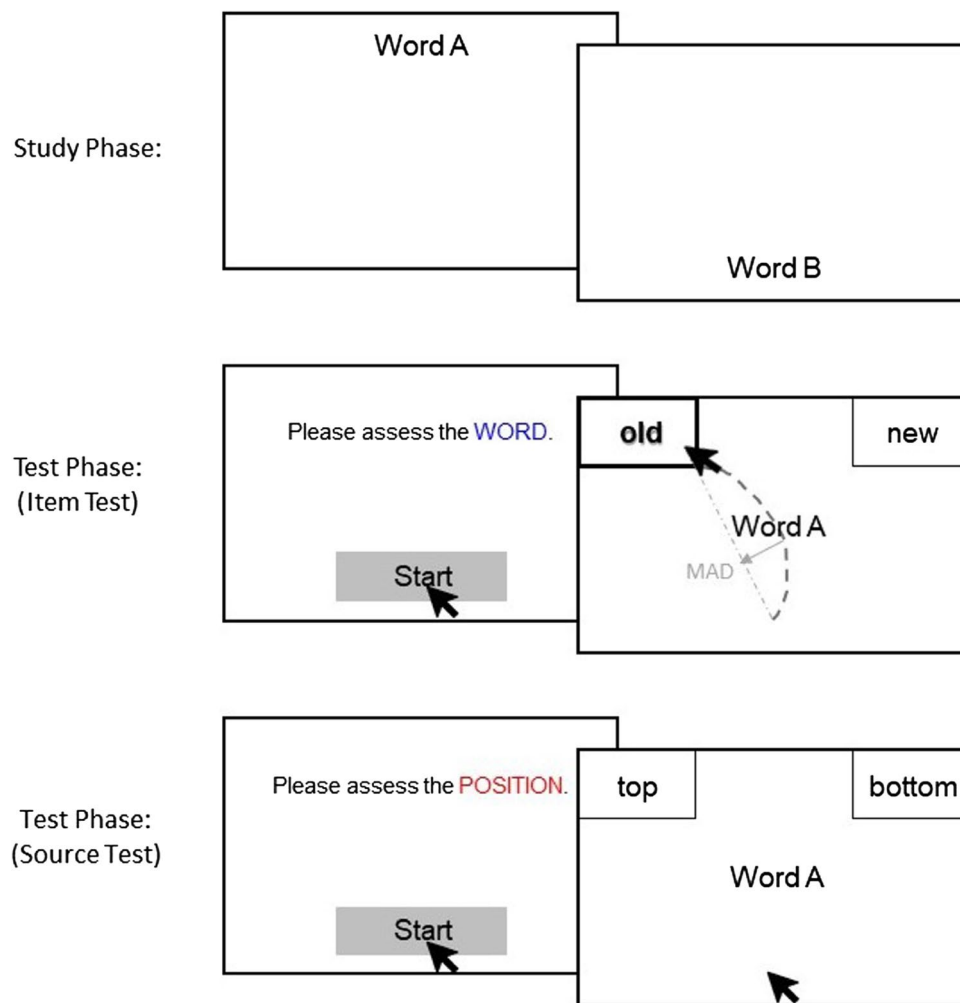 Word A
Study Phase:
Word B
Please assess the WORD.
old
new
Test Phase:
(Item Test)
Word A
MAD
Start
Please assess the POSITION.
top
bottom
Test Phase:
(Source Test)
Word A
Start